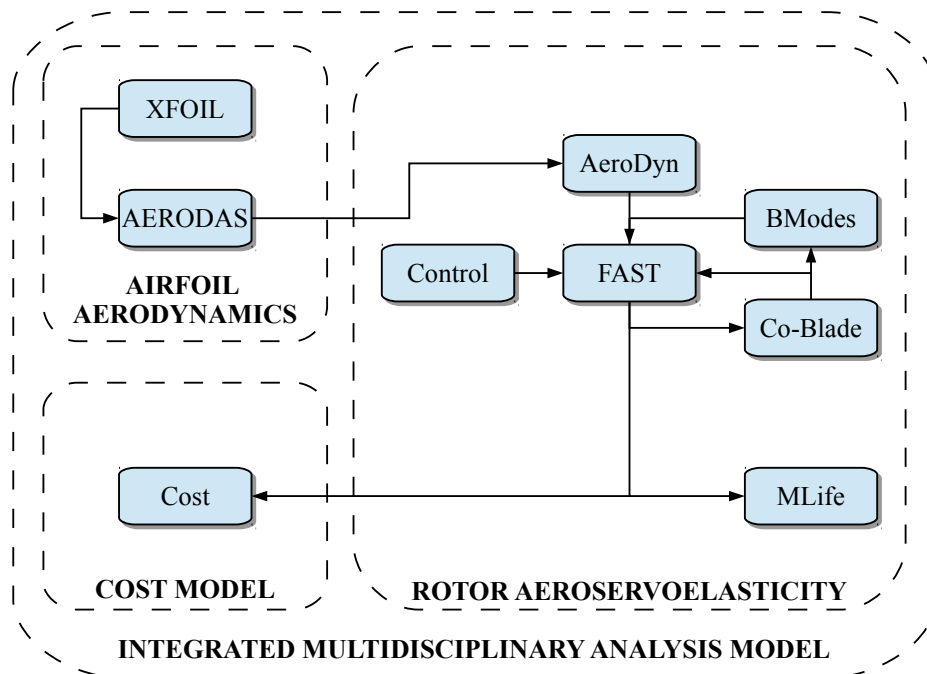 XFOIL
AERODAS
AIRFOIL
AERODYNAMICS
AeroDyn
BModes
Control
FAST
Co-Blade
Cost
MLife
COST MODEL
ROTOR AEROSERVOELASTICITY
INTEGRATED MULTIDISCIPLINARY ANALYSIS MODEL